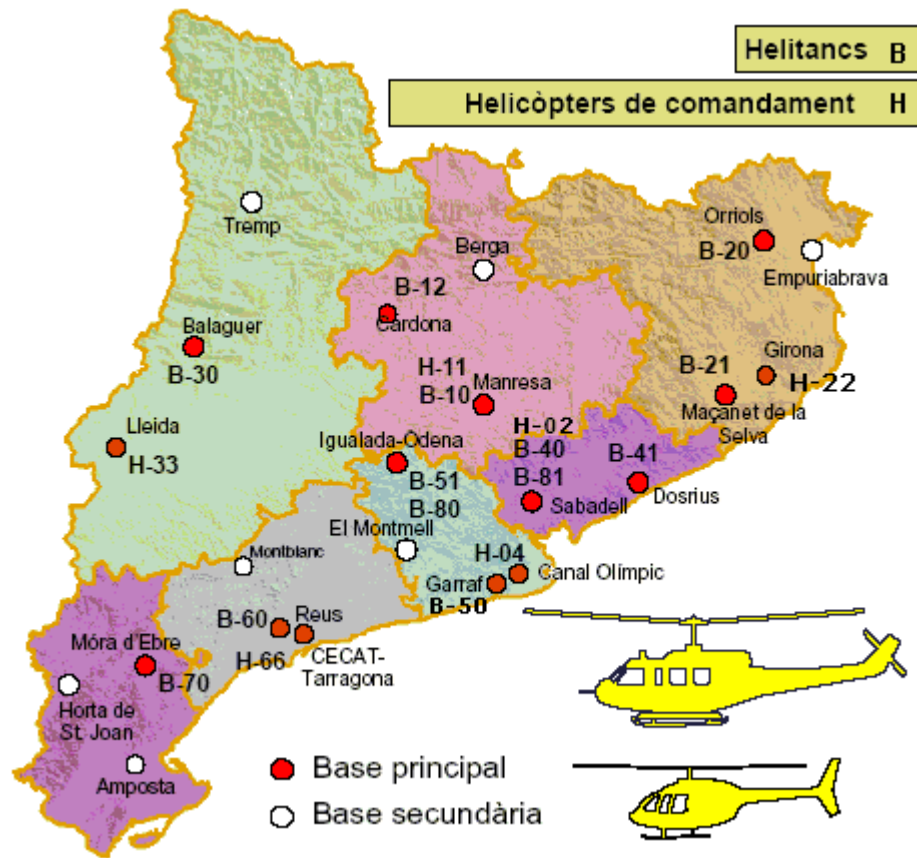 Helitancs B
Helicòpters de comandament H
Tremp
Orriols
B-20
Empuriabrava
Berga
B-12
Cardona
Balaguer
B-30
H-11
B-10
Manresa
B-21
Girona
H-22
Maçanet de la
Selva
Lleida
H-33
H-02
B-40
B-81
Sabadell
B-41
Dosrius
Igualada-Odena
B-51
B-80
El Montmell
Montblanc
H-04
Canal Olímpic
Garraf
B-50
B-60
Reus
H-66
CECAT-
Tarragona
Móra d'Ebre
B-70
Horta de
St. Joan
Amposta
Base principal
Base secundària